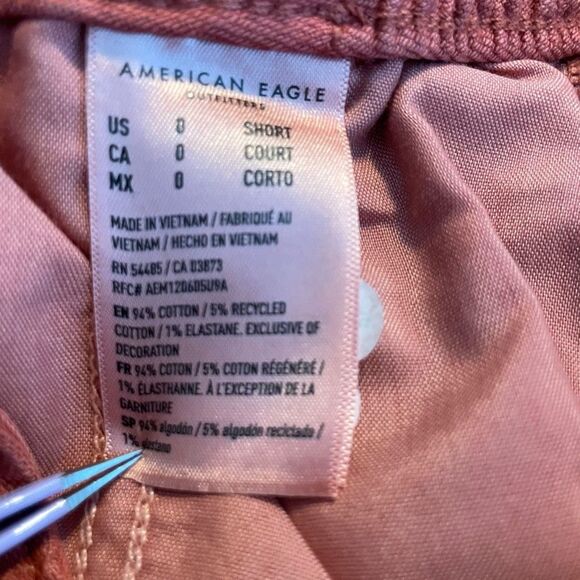 AMERICAN EAGLE
OUTFITTERS
US 0 SHORT
CA 0 COURT
MX 0 CORTO
MADE IN VIETNAM / FABRIQUÉ AU
VIETNAM / HECHO EN VIETNAM
RN 54485 / CA 03873
RFC# AEM120605U9A
EN 94% COTTON / 5% RECYCLED
COTTON / 1% ELASTANE. EXCLUSIVE OF
DECORATION
FR 94% COTON / 5% COTON RÉGÉNÉRÉ /
1% ÉLASTHANNE. À L'EXCEPTION DE LA
GARNITURE
SP 94% algodón / 5% algodón reciclado /
1% elastano